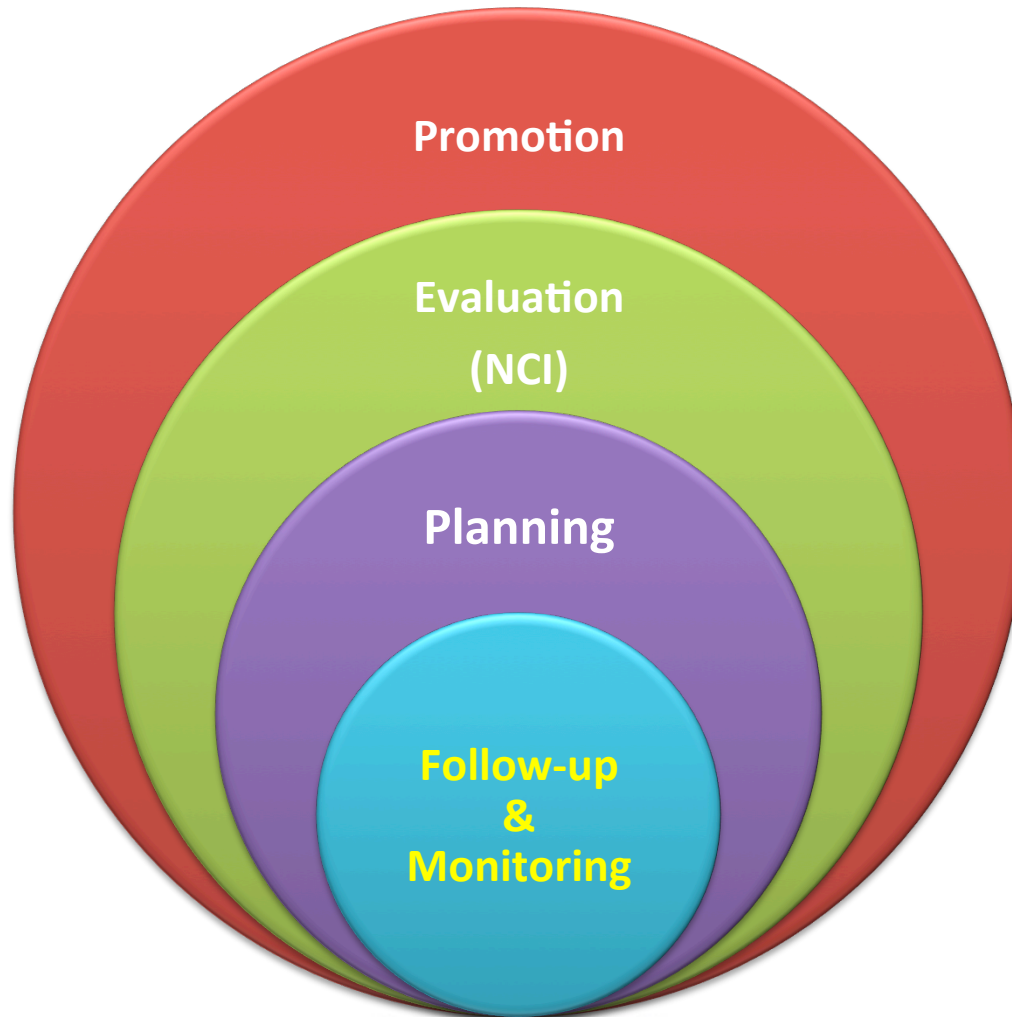 Promotion
Evaluation
(NCI)
Planning
Follow-up
&
Monitoring